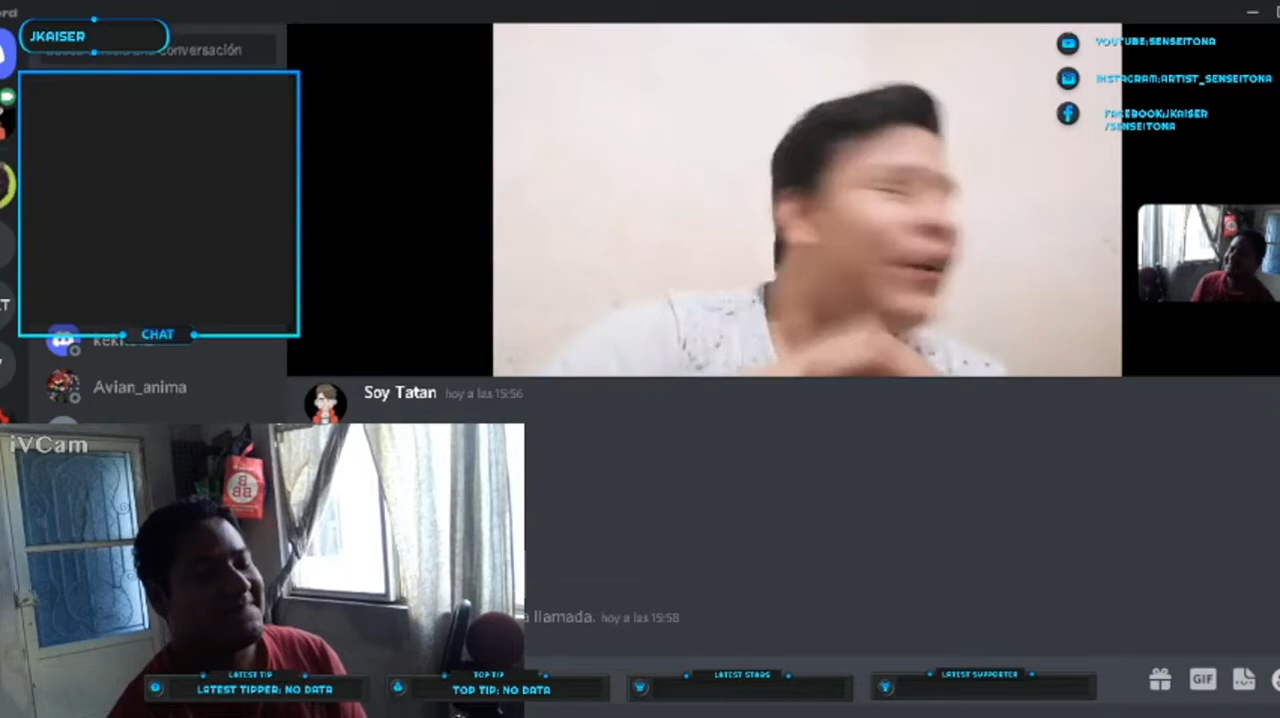 JKAISER
conversación
YOUTUBE:SENSEITONA
INSTAGRAM:ARTIST_SENSEITONA
FACEBOOK:JKAISER
/SENSEITONA
CHAT
Avian_anima
Soy Tatan hoy a las 15:56
iVCam
B
BB
llamada. hoy a las 15:58
LATEST TIP
LATEST TIPPER: NO DATA
TOP TIP
TOP TIP: NO DATA
LATEST STARS
LATEST SUPPORTER
GIF